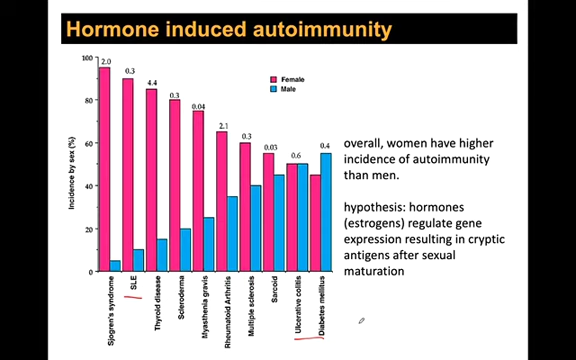 Hormone induced autoimmunity
Incidence by sex (%)
100
80
60
40
20
0
2.0
0.3
4.4
0.3
0.04
2.1
0.3
0.03
0.6
0.4
Female
Male
Sjogren's syndrome
SLE
Thyroid disease
Scleroderma
Myasthenia gravis
Rheumatoid Arthritis
Multiple sclerosis
Sarcoid
Ulcerative colitis
Diabetes mellitus
overall, women have higher
incidence of autoimmunity
than men.
hypothesis: hormones
(estrogens) regulate gene
expression resulting in cryptic
antigens after sexual
maturation